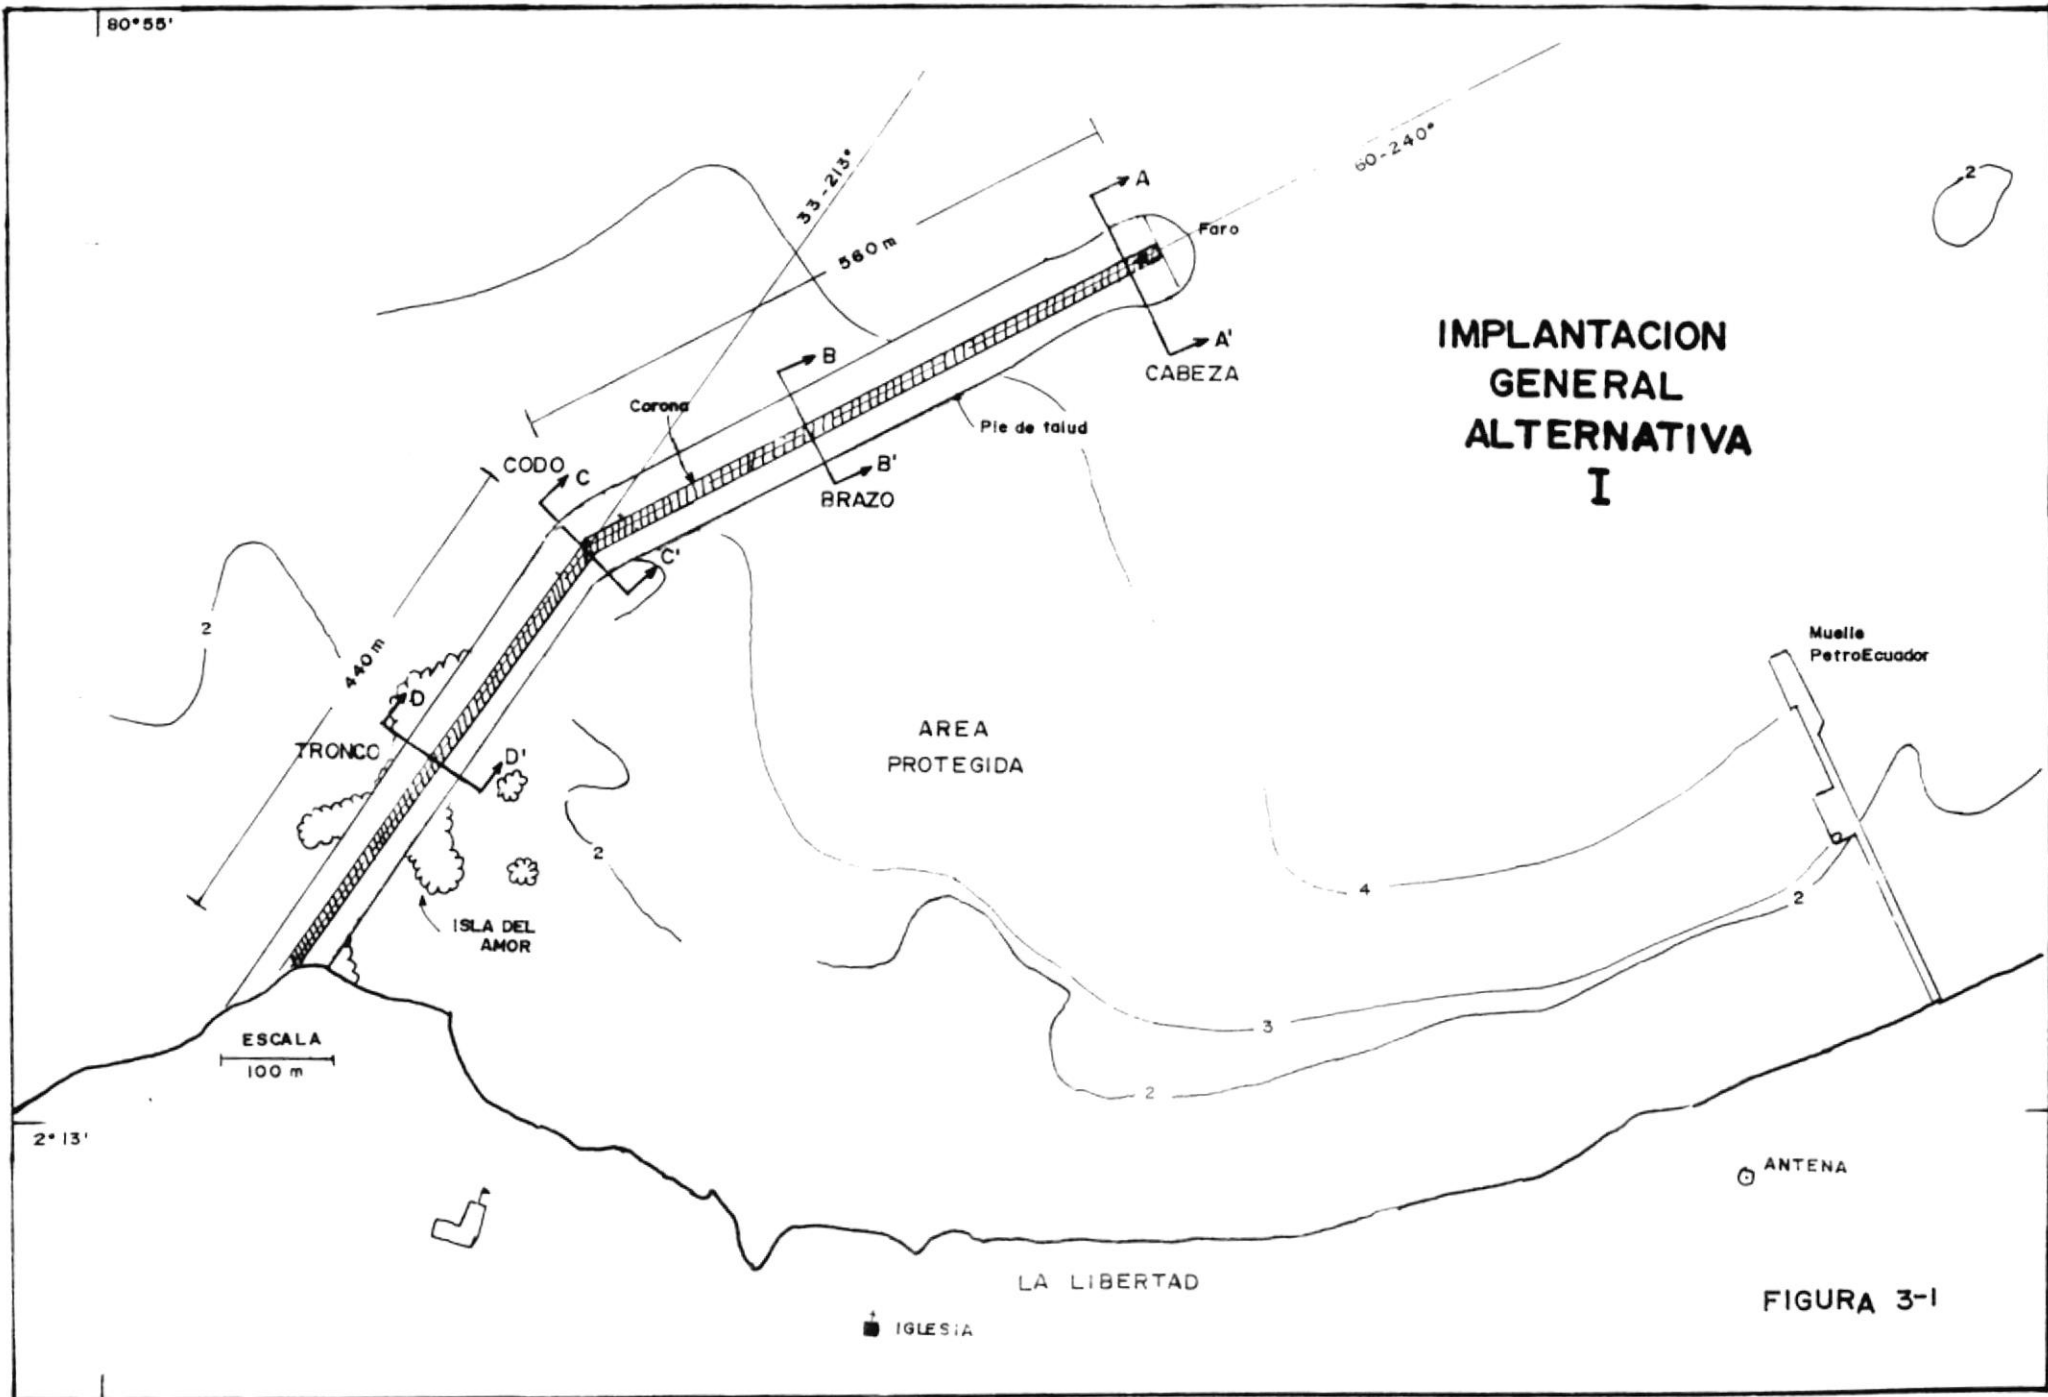 80°55'
33-213°
60-240°
560 m
A
Faro
2
A'
CABEZA
IMPLANTACION
GENERAL
ALTERNATIVA
I
B
Corona
Pie de talud
B'
BRAZO
CODO
C
C'
2
440 m
Muelle
PetroEcuador
D
TRONCO
D'
AREA
PROTEGIDA
2
4
2
ISLA DEL
AMOR
3
ESCALA
100 m
2
2°13'
ANTENA
LA LIBERTAD
FIGURA 3-1
IGLESIA